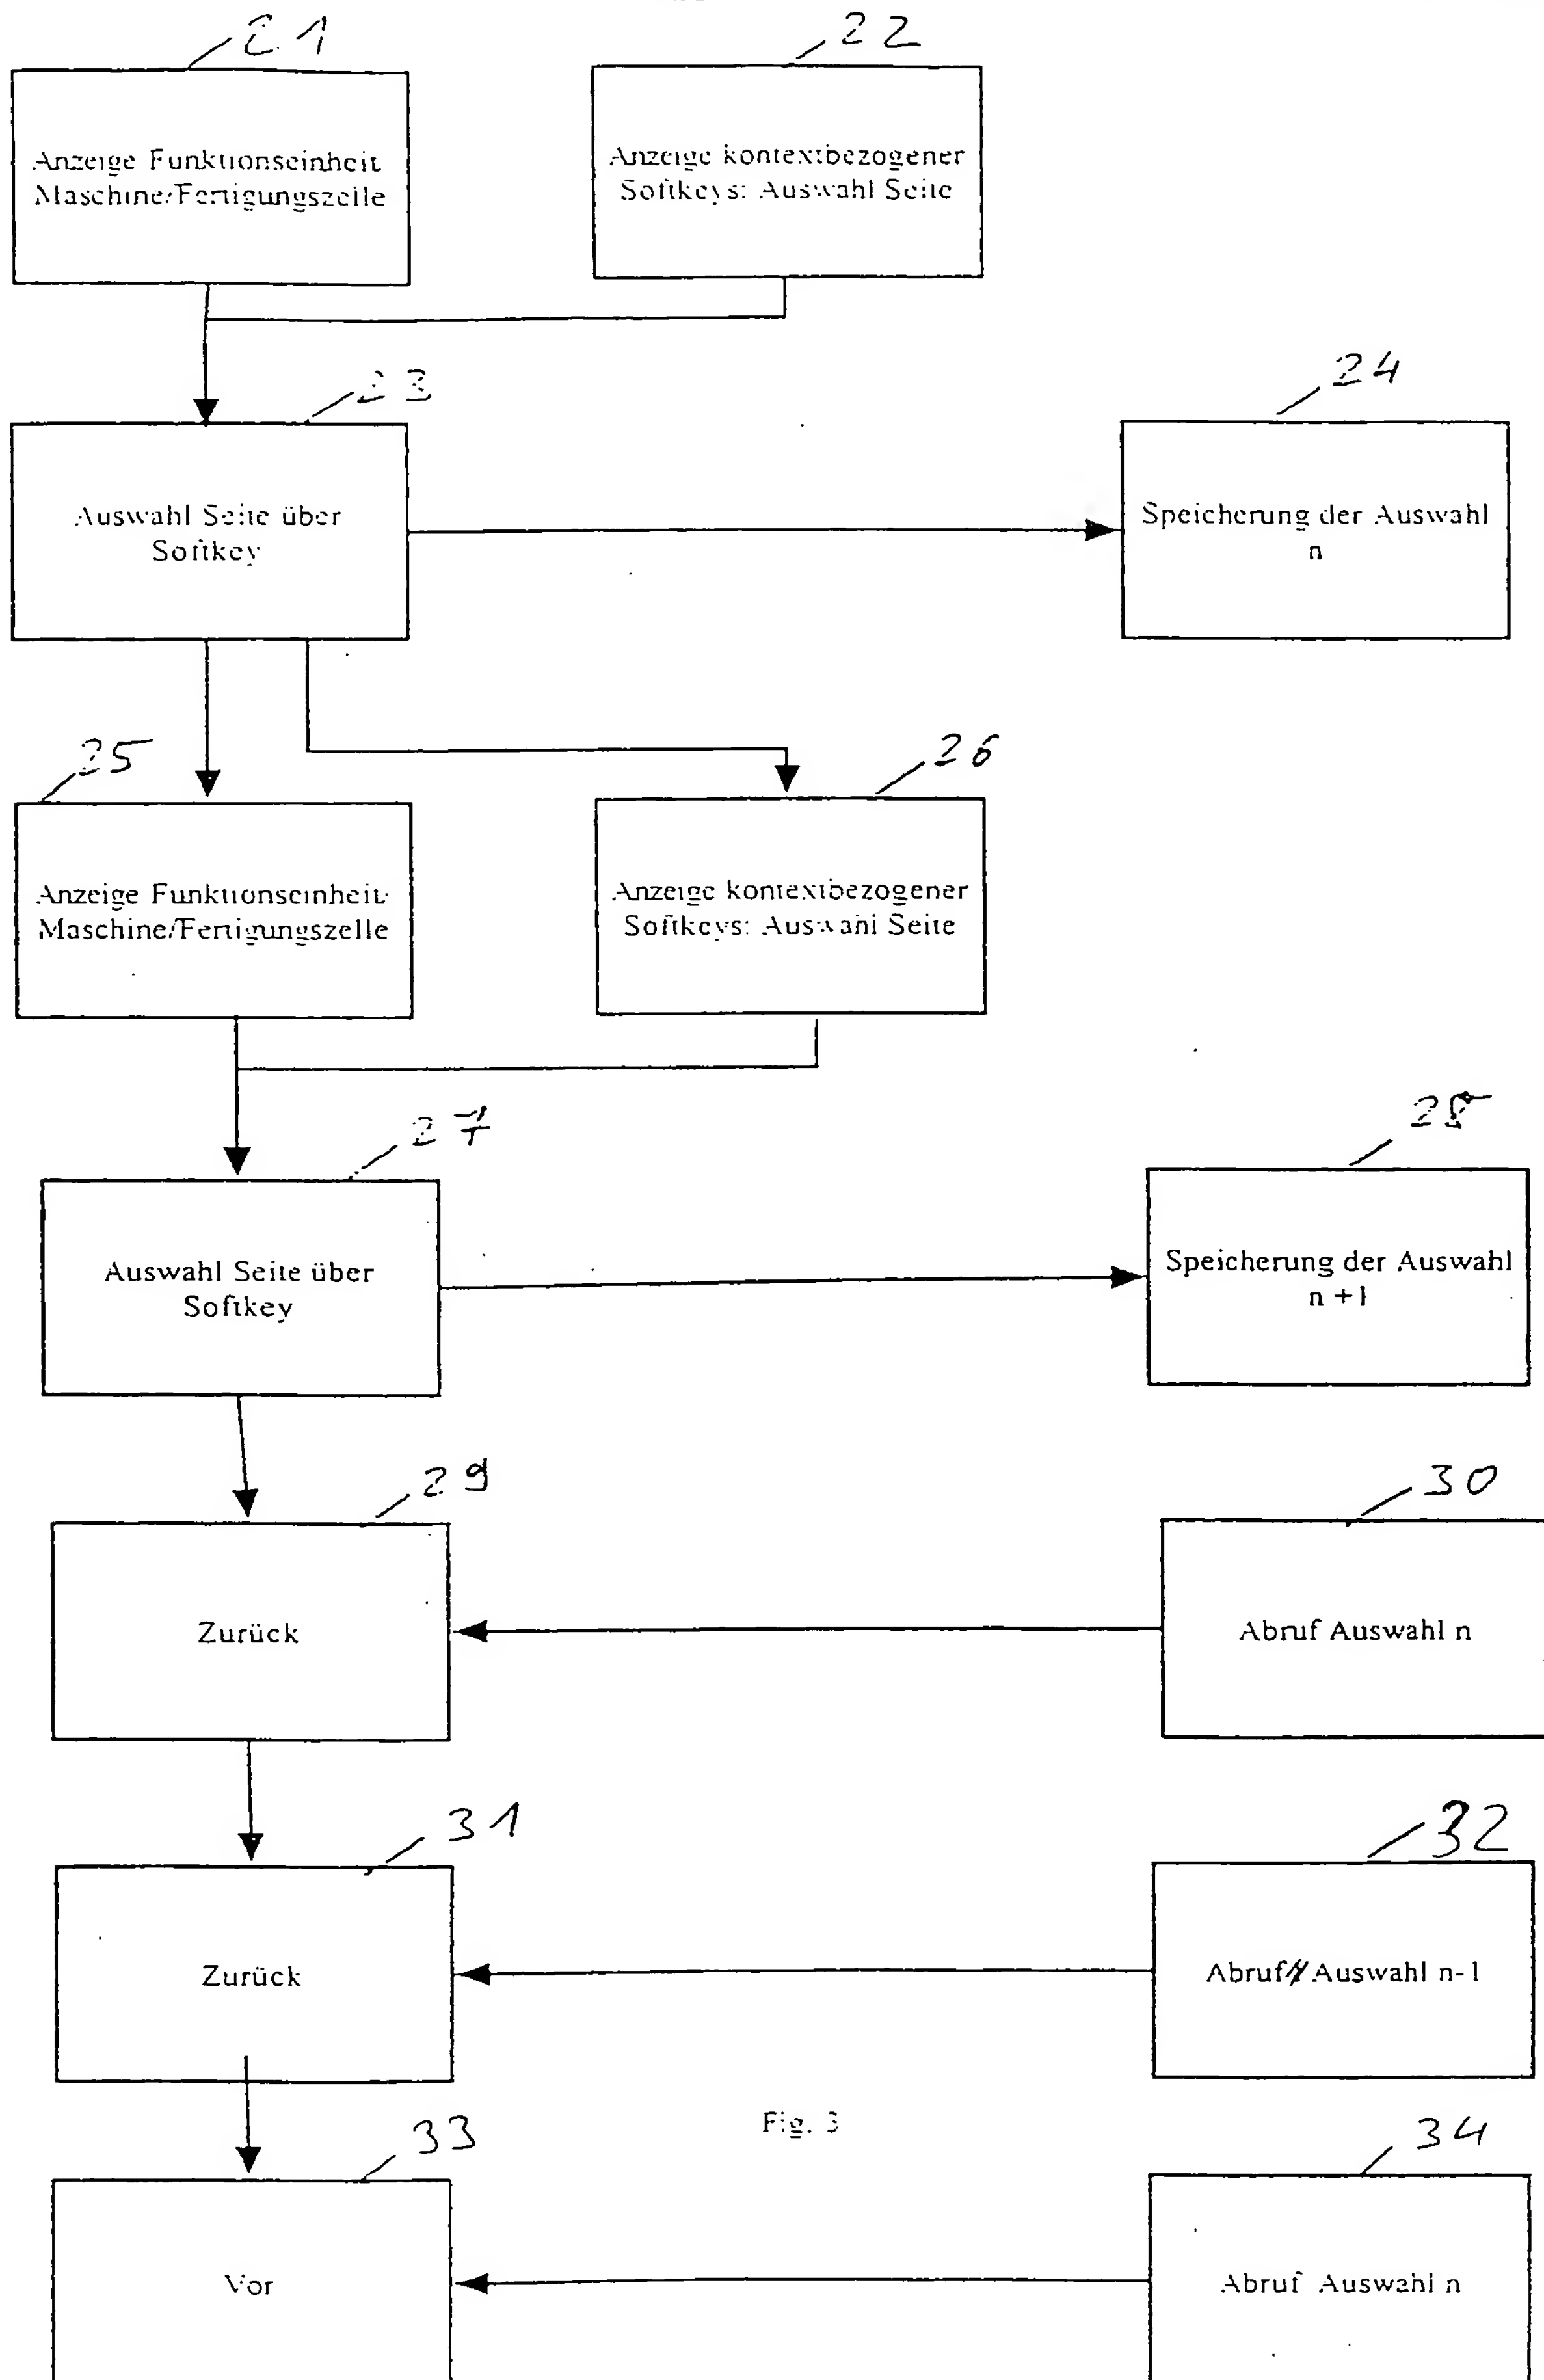 21
22
Anzeige Funktionseinheit
Maschine/Fertigungszelle
Anzeige kontextbezogener
Softkeys: Auswahl Seite
23
24
Auswahl Seite über
Softkey
Speicherung der Auswahl
n
25
26
Anzeige Funktionseinheit
Maschine/Fertigungszelle
Anzeige kontextbezogener
Softkeys: Auswahl Seite
27
28
Auswahl Seite über
Softkey
Speicherung der Auswahl
n +1
29
30
Zurück
Abruf Auswahl n
31
32
Zurück
Abruf Auswahl n-1
Fig. 3
33
34
Vor
Abruf Auswahl n